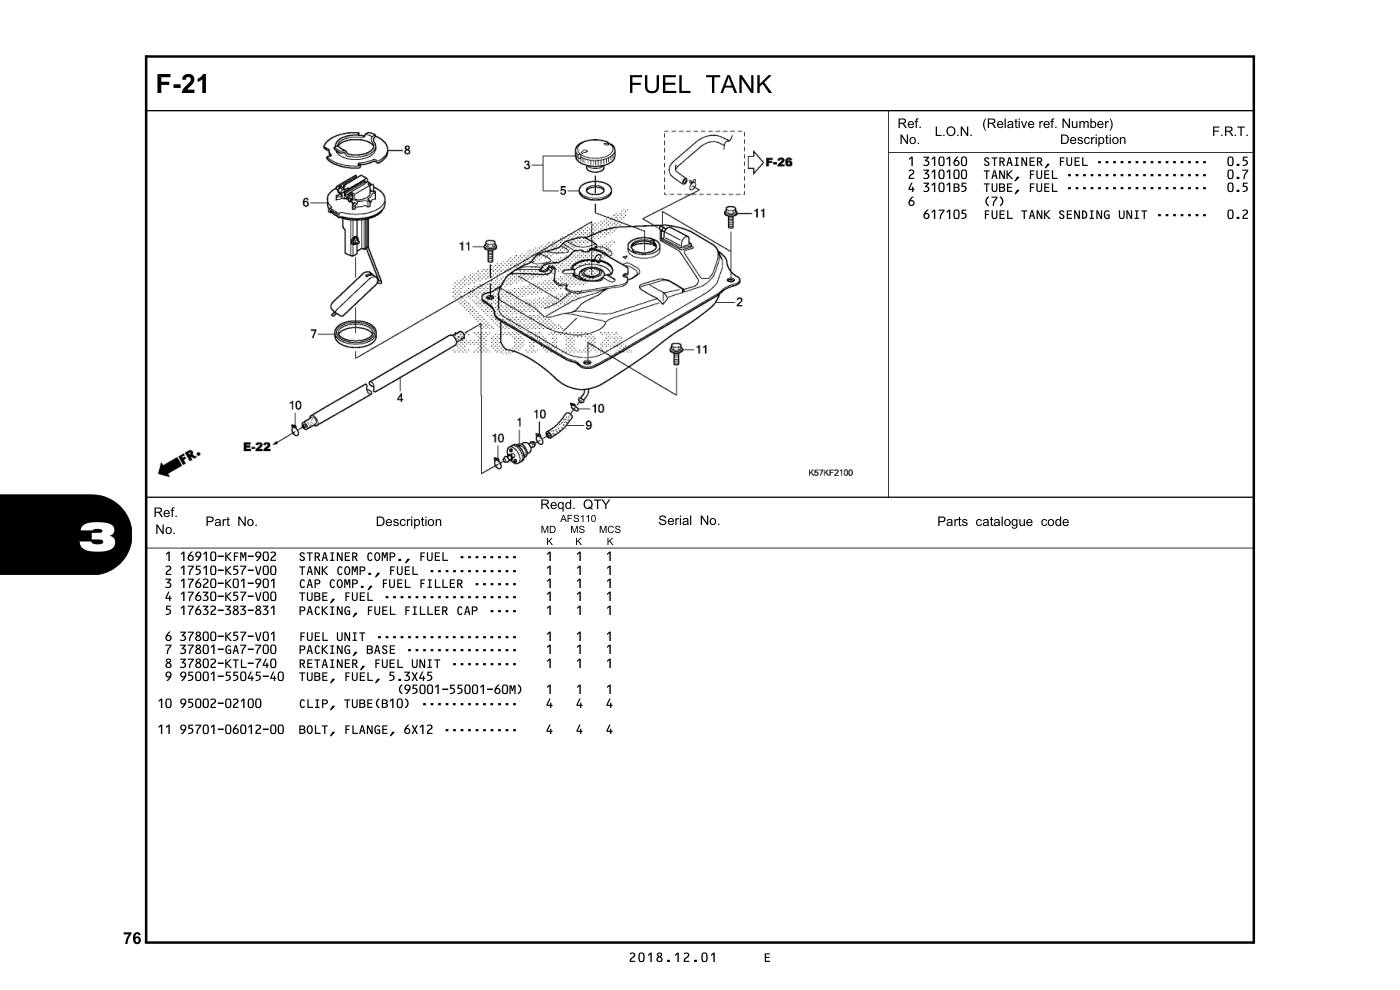 F-21
FUEL TANK
8
3
F-26
5
6
11
11
2
7
11
4
10
10
10
9
1
10
E-22
FR.
K57KF2100
HONDA
Ref. No. L.O.N. (Relative ref. Number) Description F.R.T.
1 310160 STRAINER, FUEL --------------- 0.5
2 310100 TANK, FUEL ------------------- 0.7
4 3101B5 TUBE, FUEL ------------------- 0.5
6 (7)
617105 FUEL TANK SENDING UNIT ------- 0.2
3
Ref. No. Part No. Description Reqd. QTY Serial No. Parts catalogue code
AFS110
MD MS MCS
K K K
1 16910-KFM-902 STRAINER COMP., FUEL -------- 1 1 1
2 17510-K57-V00 TANK COMP., FUEL ------------ 1 1 1
3 17620-K01-901 CAP COMP., FUEL FILLER ------ 1 1 1
4 17630-K57-V00 TUBE, FUEL ------------------ 1 1 1
5 17632-383-831 PACKING, FUEL FILLER CAP ---- 1 1 1
6 37800-K57-V01 FUEL UNIT ------------------- 1 1 1
7 37801-GA7-700 PACKING, BASE --------------- 1 1 1
8 37802-KTL-740 RETAINER, FUEL UNIT --------- 1 1 1
9 95001-55045-40 TUBE, FUEL, 5.3X45
(95001-55001-60M) 1 1 1
10 95002-02100 CLIP, TUBE(B10) ------------- 4 4 4
11 95701-06012-00 BOLT, FLANGE, 6X12 ---------- 4 4 4
76
2018.12.01 E